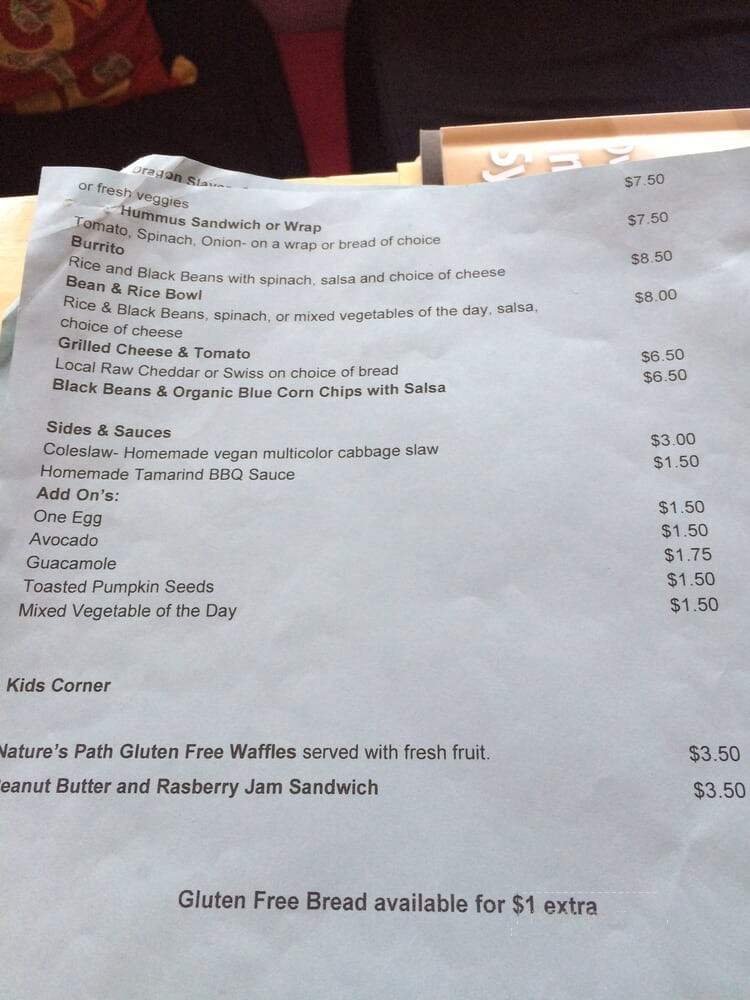 Dragon
or fresh veggies $7.50
Hummus Sandwich or Wrap $7.50
Tomato, Spinach, Onion- on a wrap or bread of choice
Burrito $8.50
Rice and Black Beans with spinach, salsa and choice of cheese
Bean & Rice Bowl $8.00
Rice & Black Beans, spinach, or mixed vegetables of the day, salsa,
choice of cheese
Grilled Cheese & Tomato $6.50
Local Raw Cheddar or Swiss on choice of bread
Black Beans & Organic Blue Corn Chips with Salsa $6.50
Sides & Sauces
Coleslaw- Homemade vegan multicolor cabbage slaw $3.00
Homemade Tamarind BBQ Sauce $1.50
Add On's:
One Egg $1.50
Avocado $1.50
Guacamole $1.75
Toasted Pumpkin Seeds $1.50
Mixed Vegetable of the Day $1.50
Kids Corner
Nature's Path Gluten Free Waffles served with fresh fruit. $3.50
eanut Butter and Rasberry Jam Sandwich $3.50
Gluten Free Bread available for $1 extra